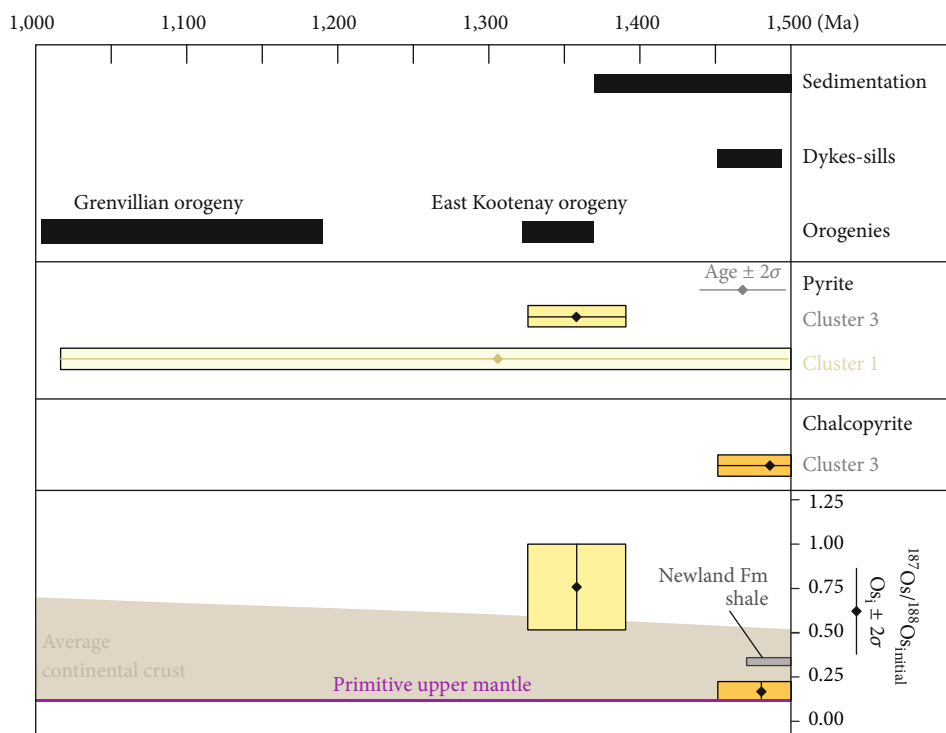 1,000 1,100 1,200 1,300 1,400 1,500 (Ma)
Sedimentation
Dykes-sills
Grenvillian orogeny East Kootenay orogeny
Orogenies
Age ± 2σ
Pyrite
Cluster 3
Cluster 1
Chalcopyrite
Cluster 3
1.25
1.00
0.75
0.50
0.25
0.00
Newland Fm
shale
Average
continental crust
Primitive upper mantle
Osi ± 2σ
187Os/188Osinitial